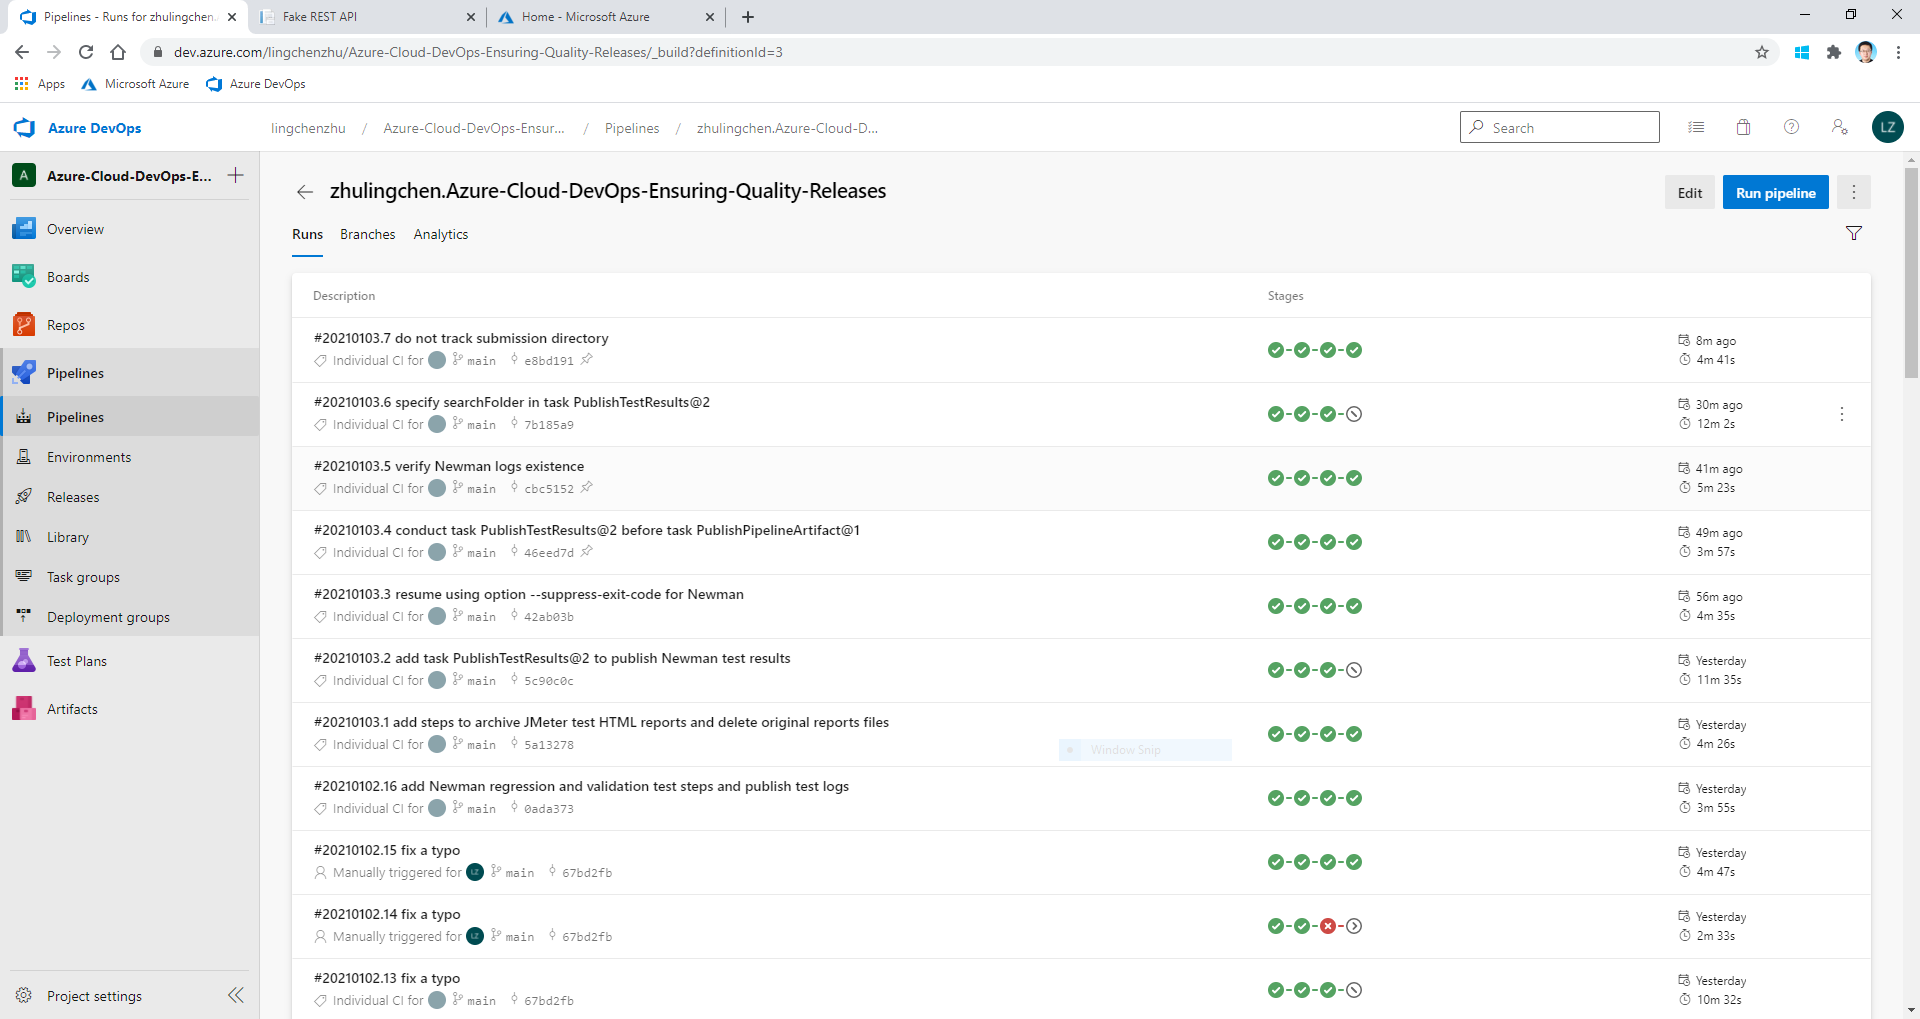 Pipelines - Runs for zhulingchen.
Fake REST API
Home - Microsoft Azure
dev.azure.com/lingchenzhu/Azure-Cloud-DevOps-Ensuring-Quality-Releases/_build?definitionId=3
Apps
Microsoft Azure
Azure DevOps
Azure DevOps
lingchenzhu / Azure-Cloud-DevOps-Ensur... / Pipelines / zhulingchen.Azure-Cloud-D...
Search
LZ
A
Azure-Cloud-DevOps-E...
Overview
Boards
Repos
Pipelines
Pipelines
Environments
Releases
Library
Task groups
Deployment groups
Test Plans
Artifacts
Project settings
zhulingchen.Azure-Cloud-DevOps-Ensuring-Quality-Releases
Edit
Run pipeline
Runs
Branches
Analytics
Description
Stages
#20210103.7 do not track submission directory
Individual CI for main e8bd191
8m ago
4m 41s
#20210103.6 specify searchFolder in task PublishTestResults@2
Individual CI for main 7b185a9
30m ago
12m 2s
#20210103.5 verify Newman logs existence
Individual CI for main cbc5152
41m ago
5m 23s
#20210103.4 conduct task PublishTestResults@2 before task PublishPipelineArtifact@1
Individual CI for main 46eed7d
49m ago
3m 57s
#20210103.3 resume using option --suppress-exit-code for Newman
Individual CI for main 42ab03b
56m ago
4m 35s
#20210103.2 add task PublishTestResults@2 to publish Newman test results
Individual CI for main 5c90c0c
Yesterday
11m 35s
#20210103.1 add steps to archive JMeter test HTML reports and delete original reports files
Individual CI for main 5a13278
Window Snip
Yesterday
4m 26s
#20210102.16 add Newman regression and validation test steps and publish test logs
Individual CI for main 0ada373
Yesterday
3m 55s
#20210102.15 fix a typo
Manually triggered for LZ main 67bd2fb
Yesterday
4m 47s
#20210102.14 fix a typo
Manually triggered for LZ main 67bd2fb
Yesterday
2m 33s
#20210102.13 fix a typo
Individual CI for main 67bd2fb
Yesterday
10m 32s